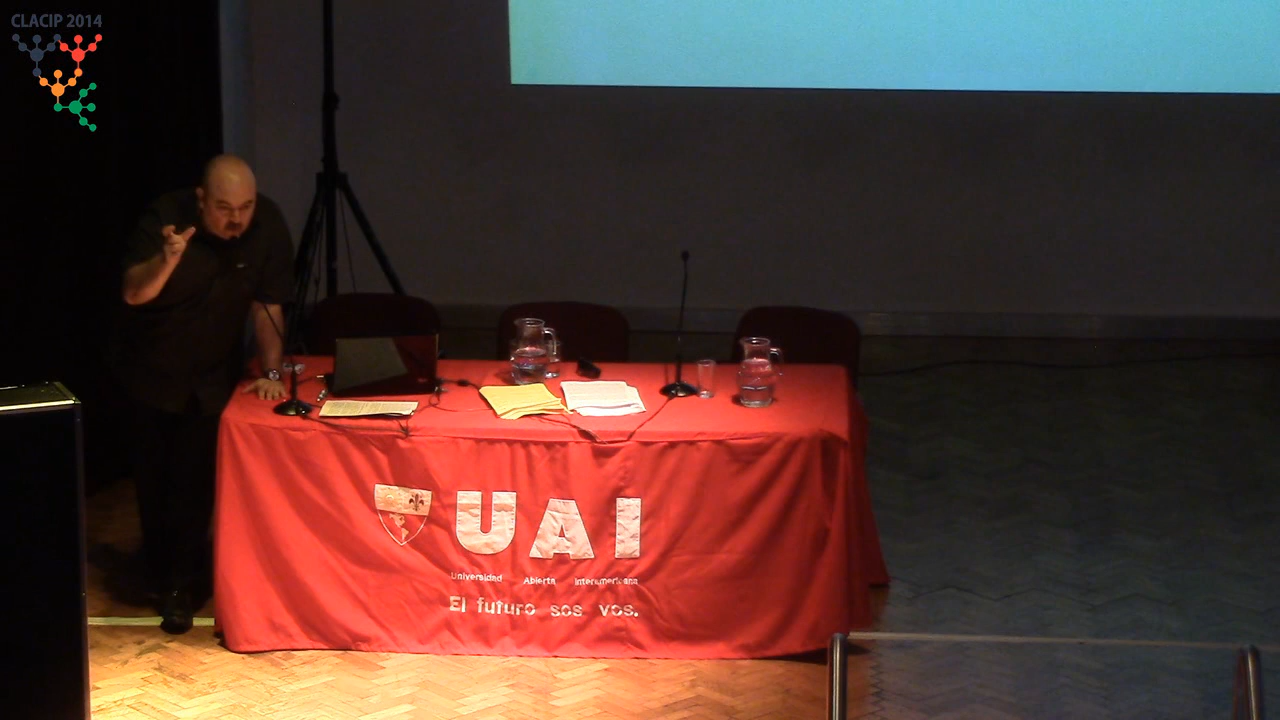 CLACIP 2014
UAI
Universidad Abierta Interamericana
El futuro sos vos.